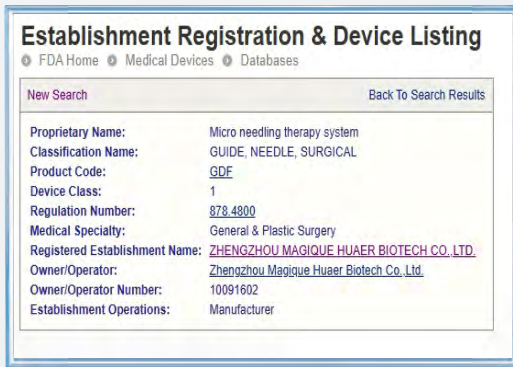 Establishment Registration & Device Listing
FDA Home Medical Devices Databases
New Search Back To Search Results
Proprietary Name: Micro needling therapy system
Classification Name: GUIDE, NEEDLE, SURGICAL
Product Code: GDF
Device Class: 1
Regulation Number: 878.4800
Medical Specialty: General & Plastic Surgery
Registered Establishment Name: ZHENGZHOU MAGIQUE HUAER BIOTECH CO.,LTD.
Owner/Operator: Zhengzhou Magique Huaer Biotech Co.,Ltd.
Owner/Operator Number: 10091602
Establishment Operations: Manufacturer